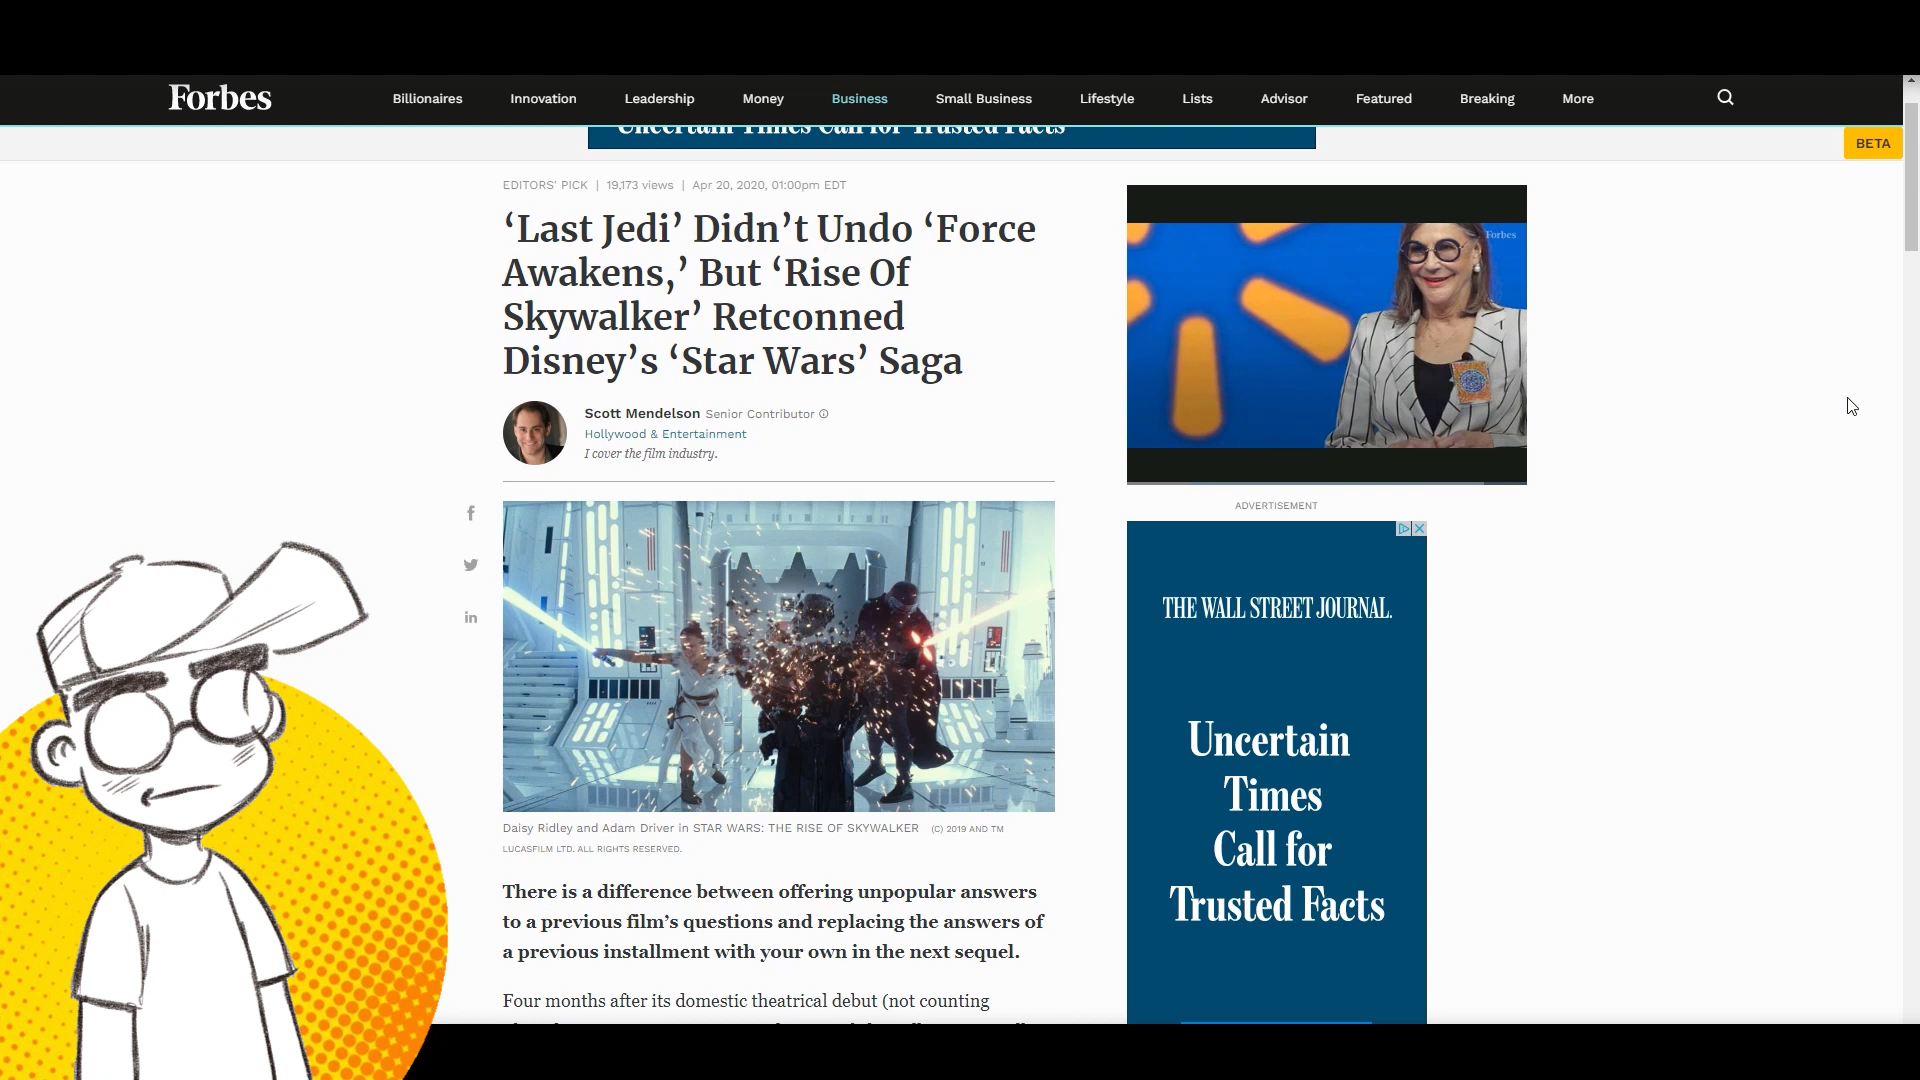 Forbes
Billionaires Innovation Leadership Money Business Small Business Lifestyle Lists Advisor Featured Breaking More
Uncertain Times Call for Trusted Facts
BETA
EDITORS' PICK | 19,173 views | Apr 20, 2020, 01:00pm EDT
‘Last Jedi’ Didn’t Undo ‘Force
Awakens,’ But ‘Rise Of
Skywalker’ Retconned
Disney’s ‘Star Wars’ Saga
Scott Mendelson Senior Contributor
Hollywood & Entertainment
I cover the film industry.
Daisy Ridley and Adam Driver in STAR WARS: THE RISE OF SKYWALKER (C) 2019 AND TM
LUCASFILM LTD. ALL RIGHTS RESERVED.
There is a difference between offering unpopular answers
to a previous film’s questions and replacing the answers of
a previous installment with your own in the next sequel.
Four months after its domestic theatrical debut (not counting
Forbes
ADVERTISEMENT
THE WALL STREET JOURNAL.
Uncertain
Times
Call for
Trusted Facts